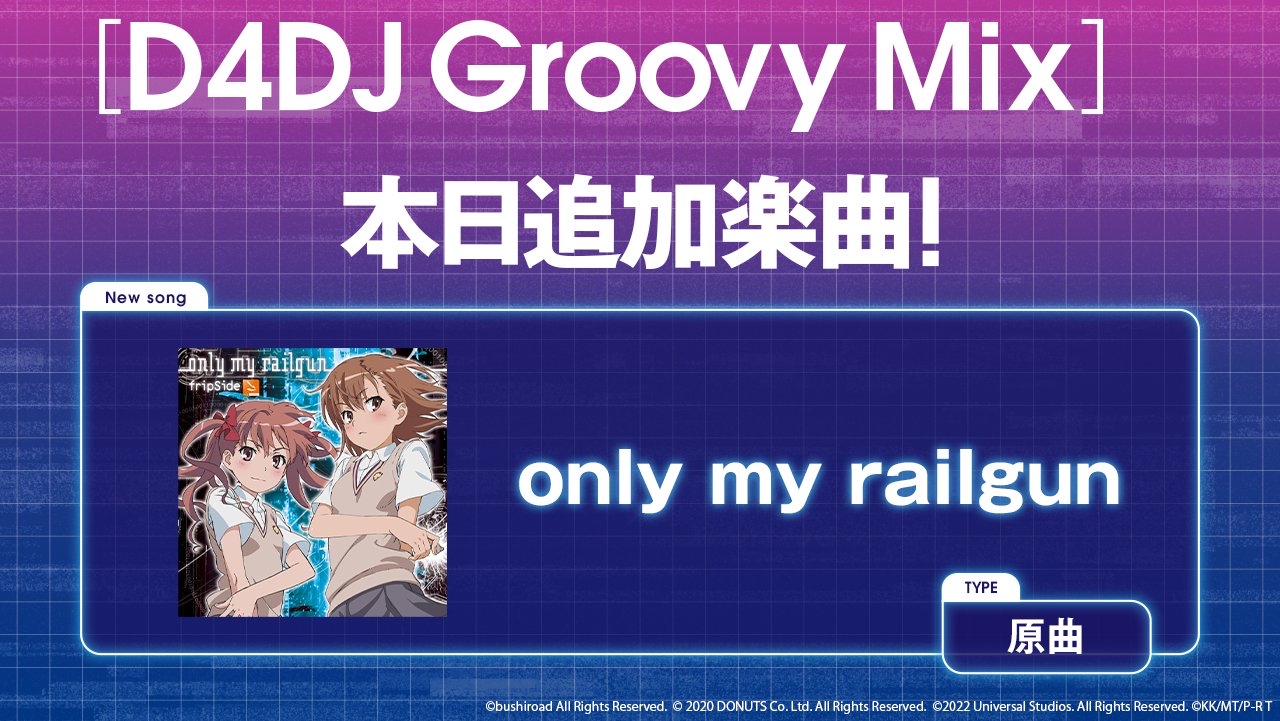 [D4DJ Groovy Mix]
本日追加楽曲!
New song
only my railgun
fripSide
only my railgun
TYPE
原曲
©bushiroad All Rights Reserved. © 2020 DONUTS Co. Ltd. All Rights Reserved. ©2022 Universal Studios. All Rights Reserved. ©KK/MT/P-R T